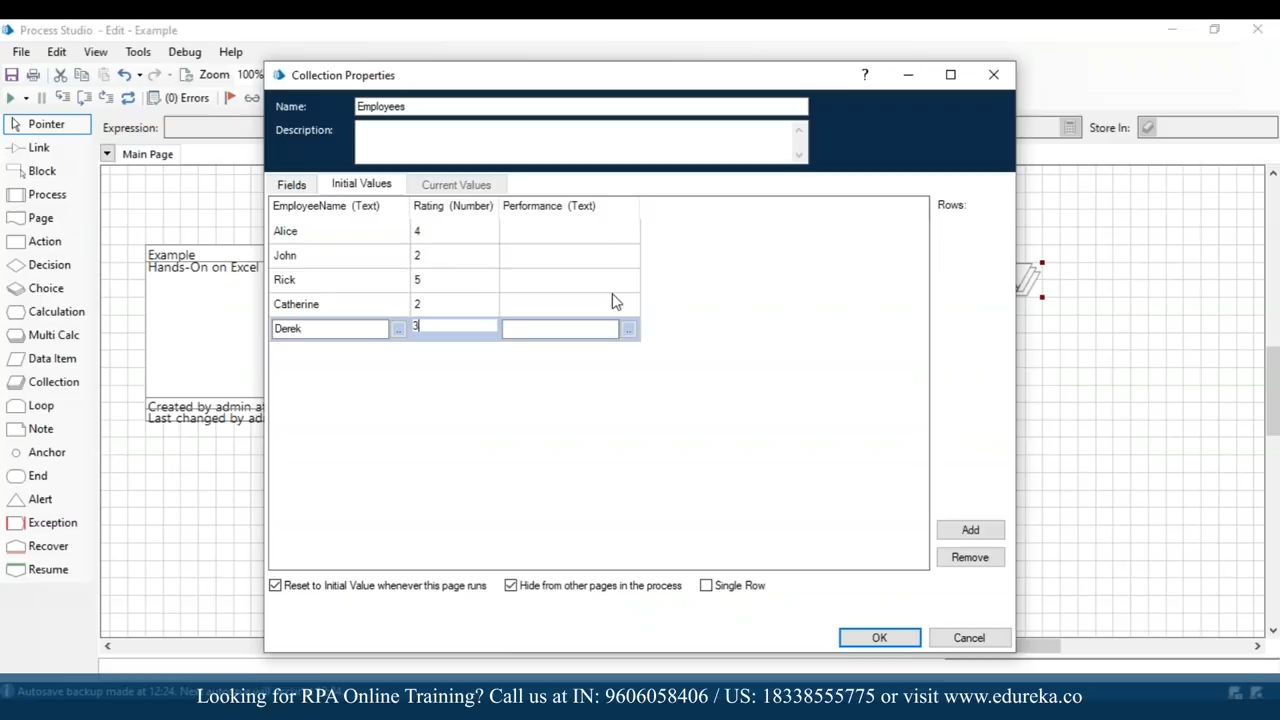 Process Studio - Edit - Example
File Edit View Tools Debug Help
Zoom 100%
(0) Errors
Pointer Expression: Store In:
Link
Main Page
Block
Process
Page
Action
Decision
Choice
Calculation
Multi Calc
Data Item
Collection
Loop
Note
Anchor
End
Alert
Exception
Recover
Resume
Example
Hands-On on Excel
Created by admin a
Last changed by ad
Collection Properties ?
Name: Employees
Description:
Fields Initial Values Current Values
EmployeeName (Text) Rating (Number) Performance (Text) Rows:
Alice 4
John 2
Rick 5
Catherine 2
Derek ... 3 ...
Add
Remove
Reset to Initial Value whenever this page runs Hide from other pages in the process Single Row
OK Cancel
Looking for RPA Online Training? Call us at IN: 9606058406 / US: 18338555775 or visit www.edureka.co